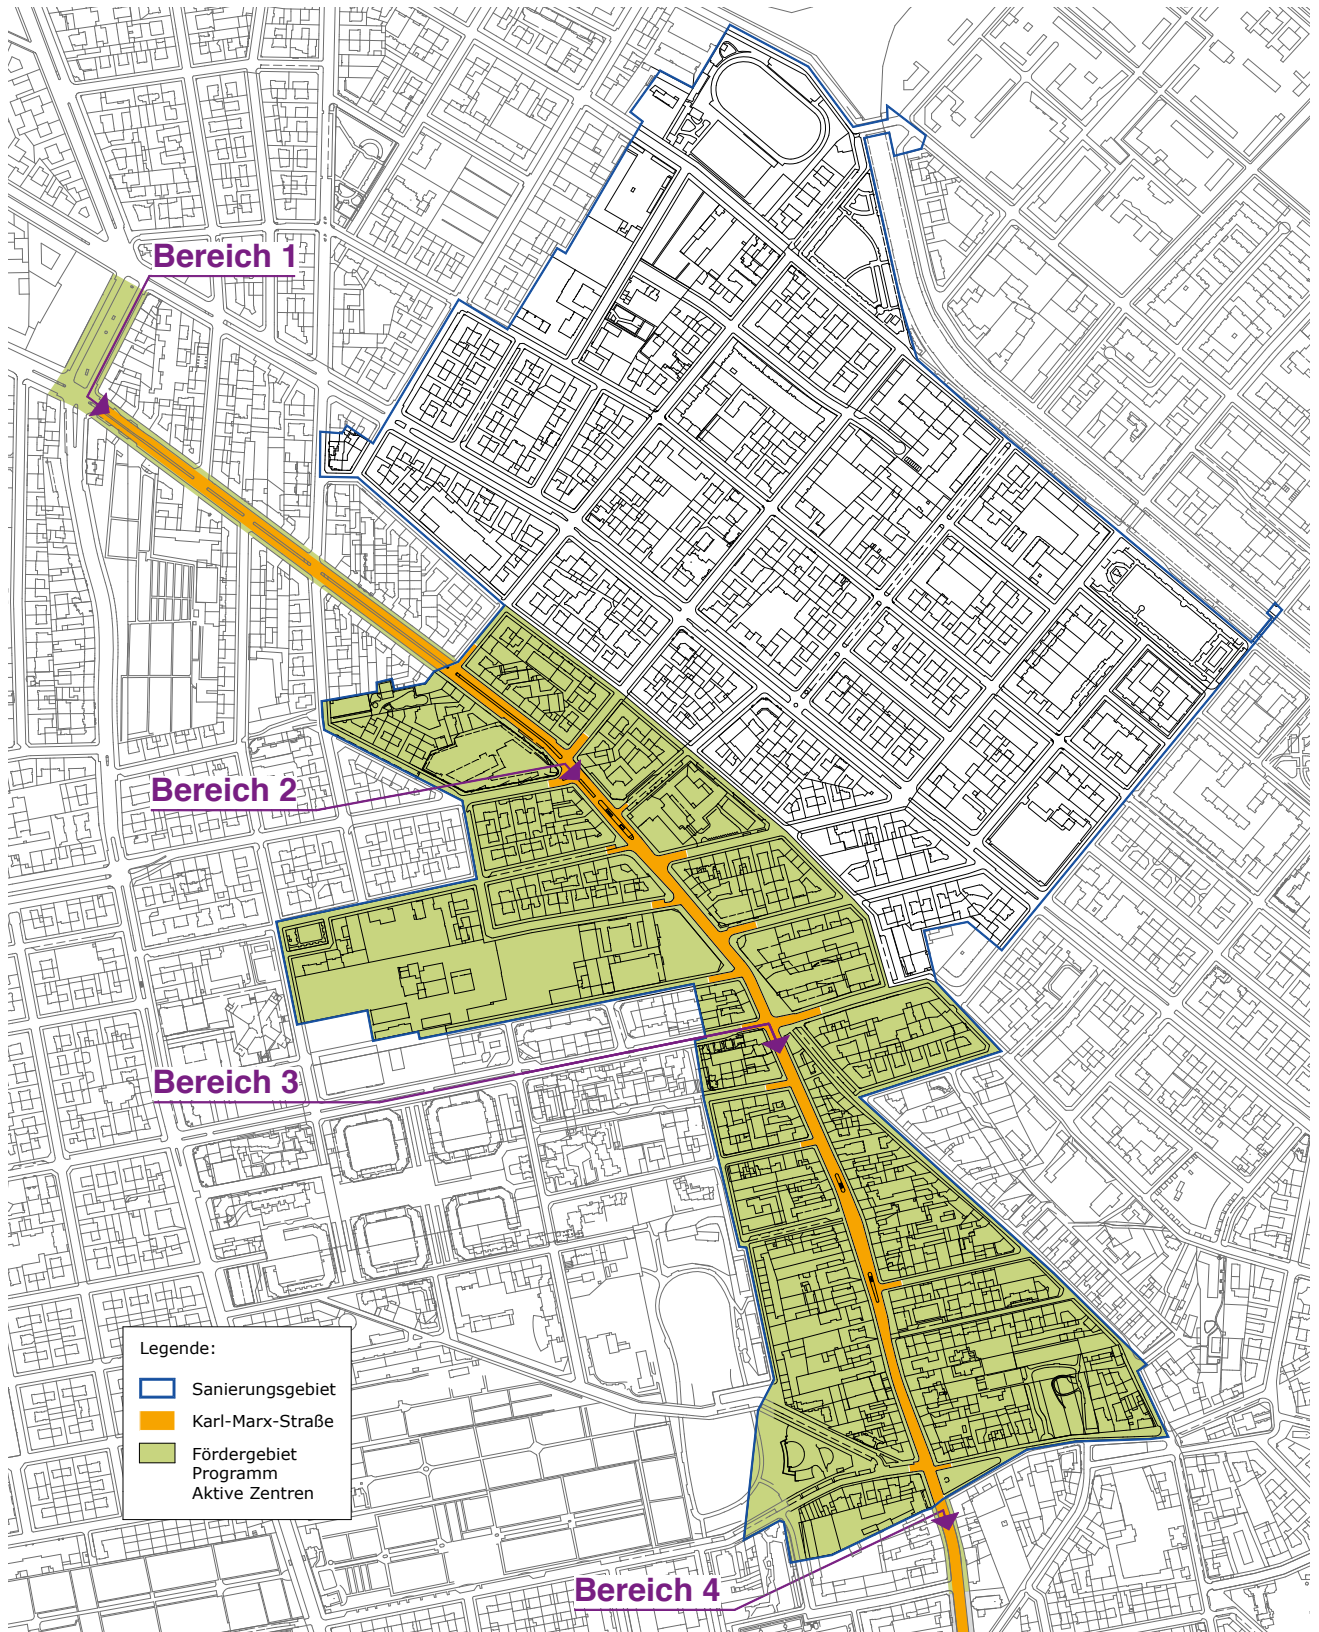 Bereich 1
Bereich 2
Bereich 3
Legende:
Sanierungsgebiet
Karl-Marx-Straße
Fördergebiet
Programm
Aktive Zentren
Bereich 4